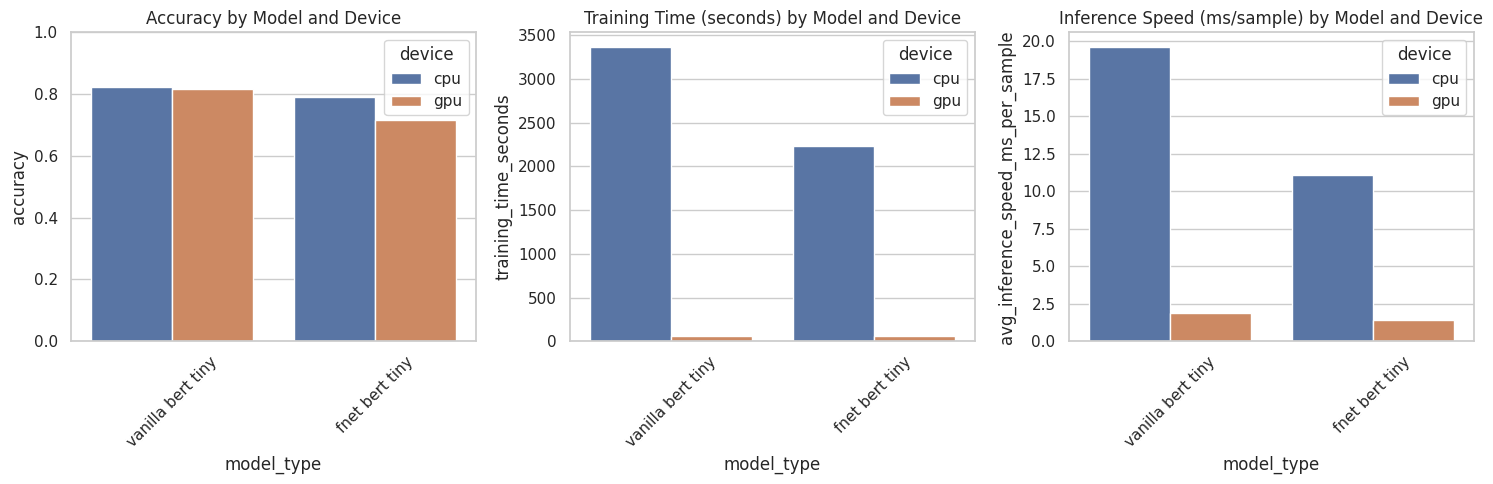 Accuracy by Model and Device
1.0
0.8
0.6
0.4
0.2
0.0
accuracy
device
cpu
gpu
vanilla bert tiny
fnet bert tiny
model_type
Training Time (seconds) by Model and Device
3500
3000
2500
2000
1500
1000
500
0
training_time_seconds
device
cpu
gpu
vanilla bert tiny
fnet bert tiny
model_type
Inference Speed (ms/sample) by Model and Device
20.0
17.5
15.0
12.5
10.0
7.5
5.0
2.5
0.0
avg_inference_speed_ms_per_sample
device
cpu
gpu
vanilla bert tiny
fnet bert tiny
model_type